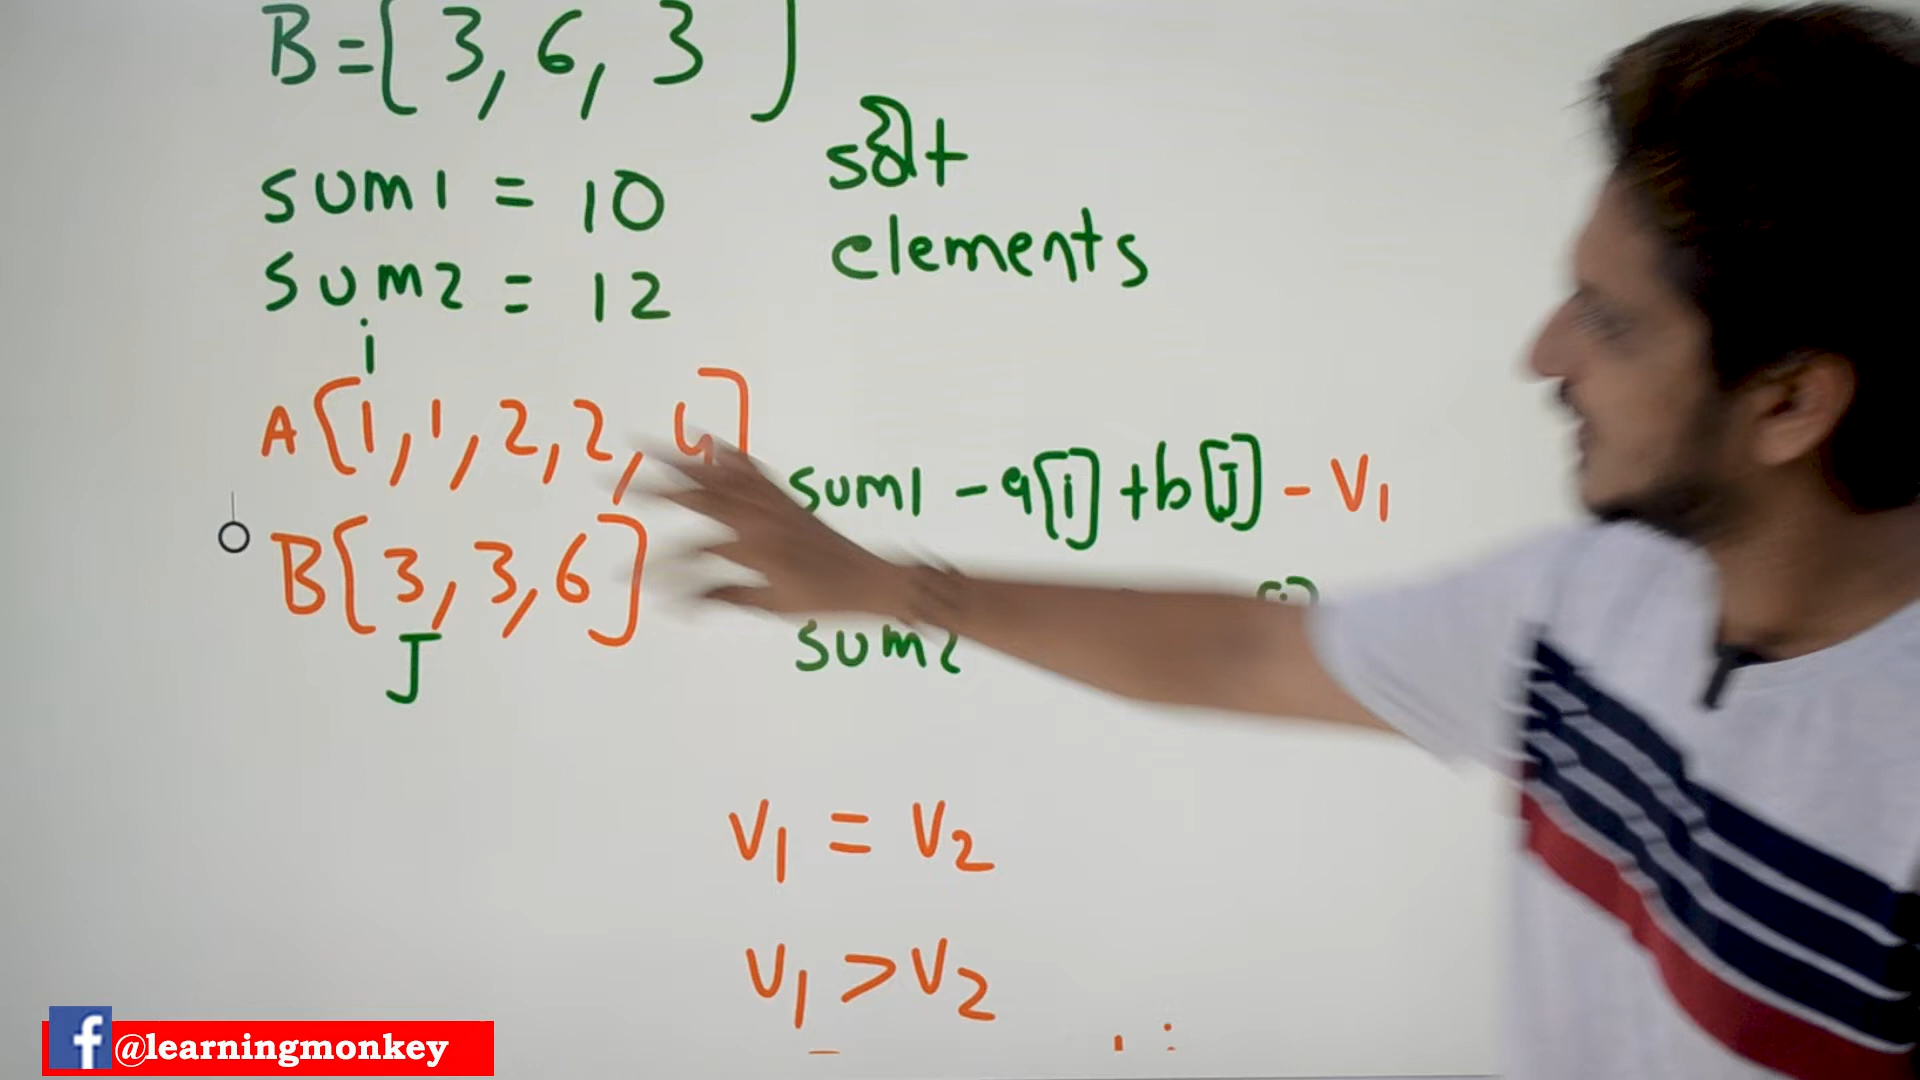 B = [ 3, 6, 3 ]
sum1 = 10
sum2 = 12
sort
elements
i
A [1, 1, 2, 2, 4]
sum1 - a[i] + b[J] - V1
B [3, 3, 6]
J
sum2
V1 = V2
V1 > V2
@learningmonkey